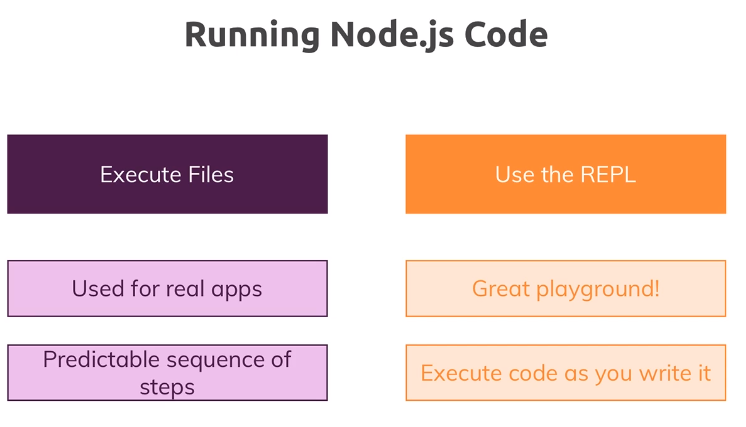 Running Node.js Code
Execute Files
Use the REPL
Used for real apps
Great playground!
Predictable sequence of
steps
Execute code as you write it